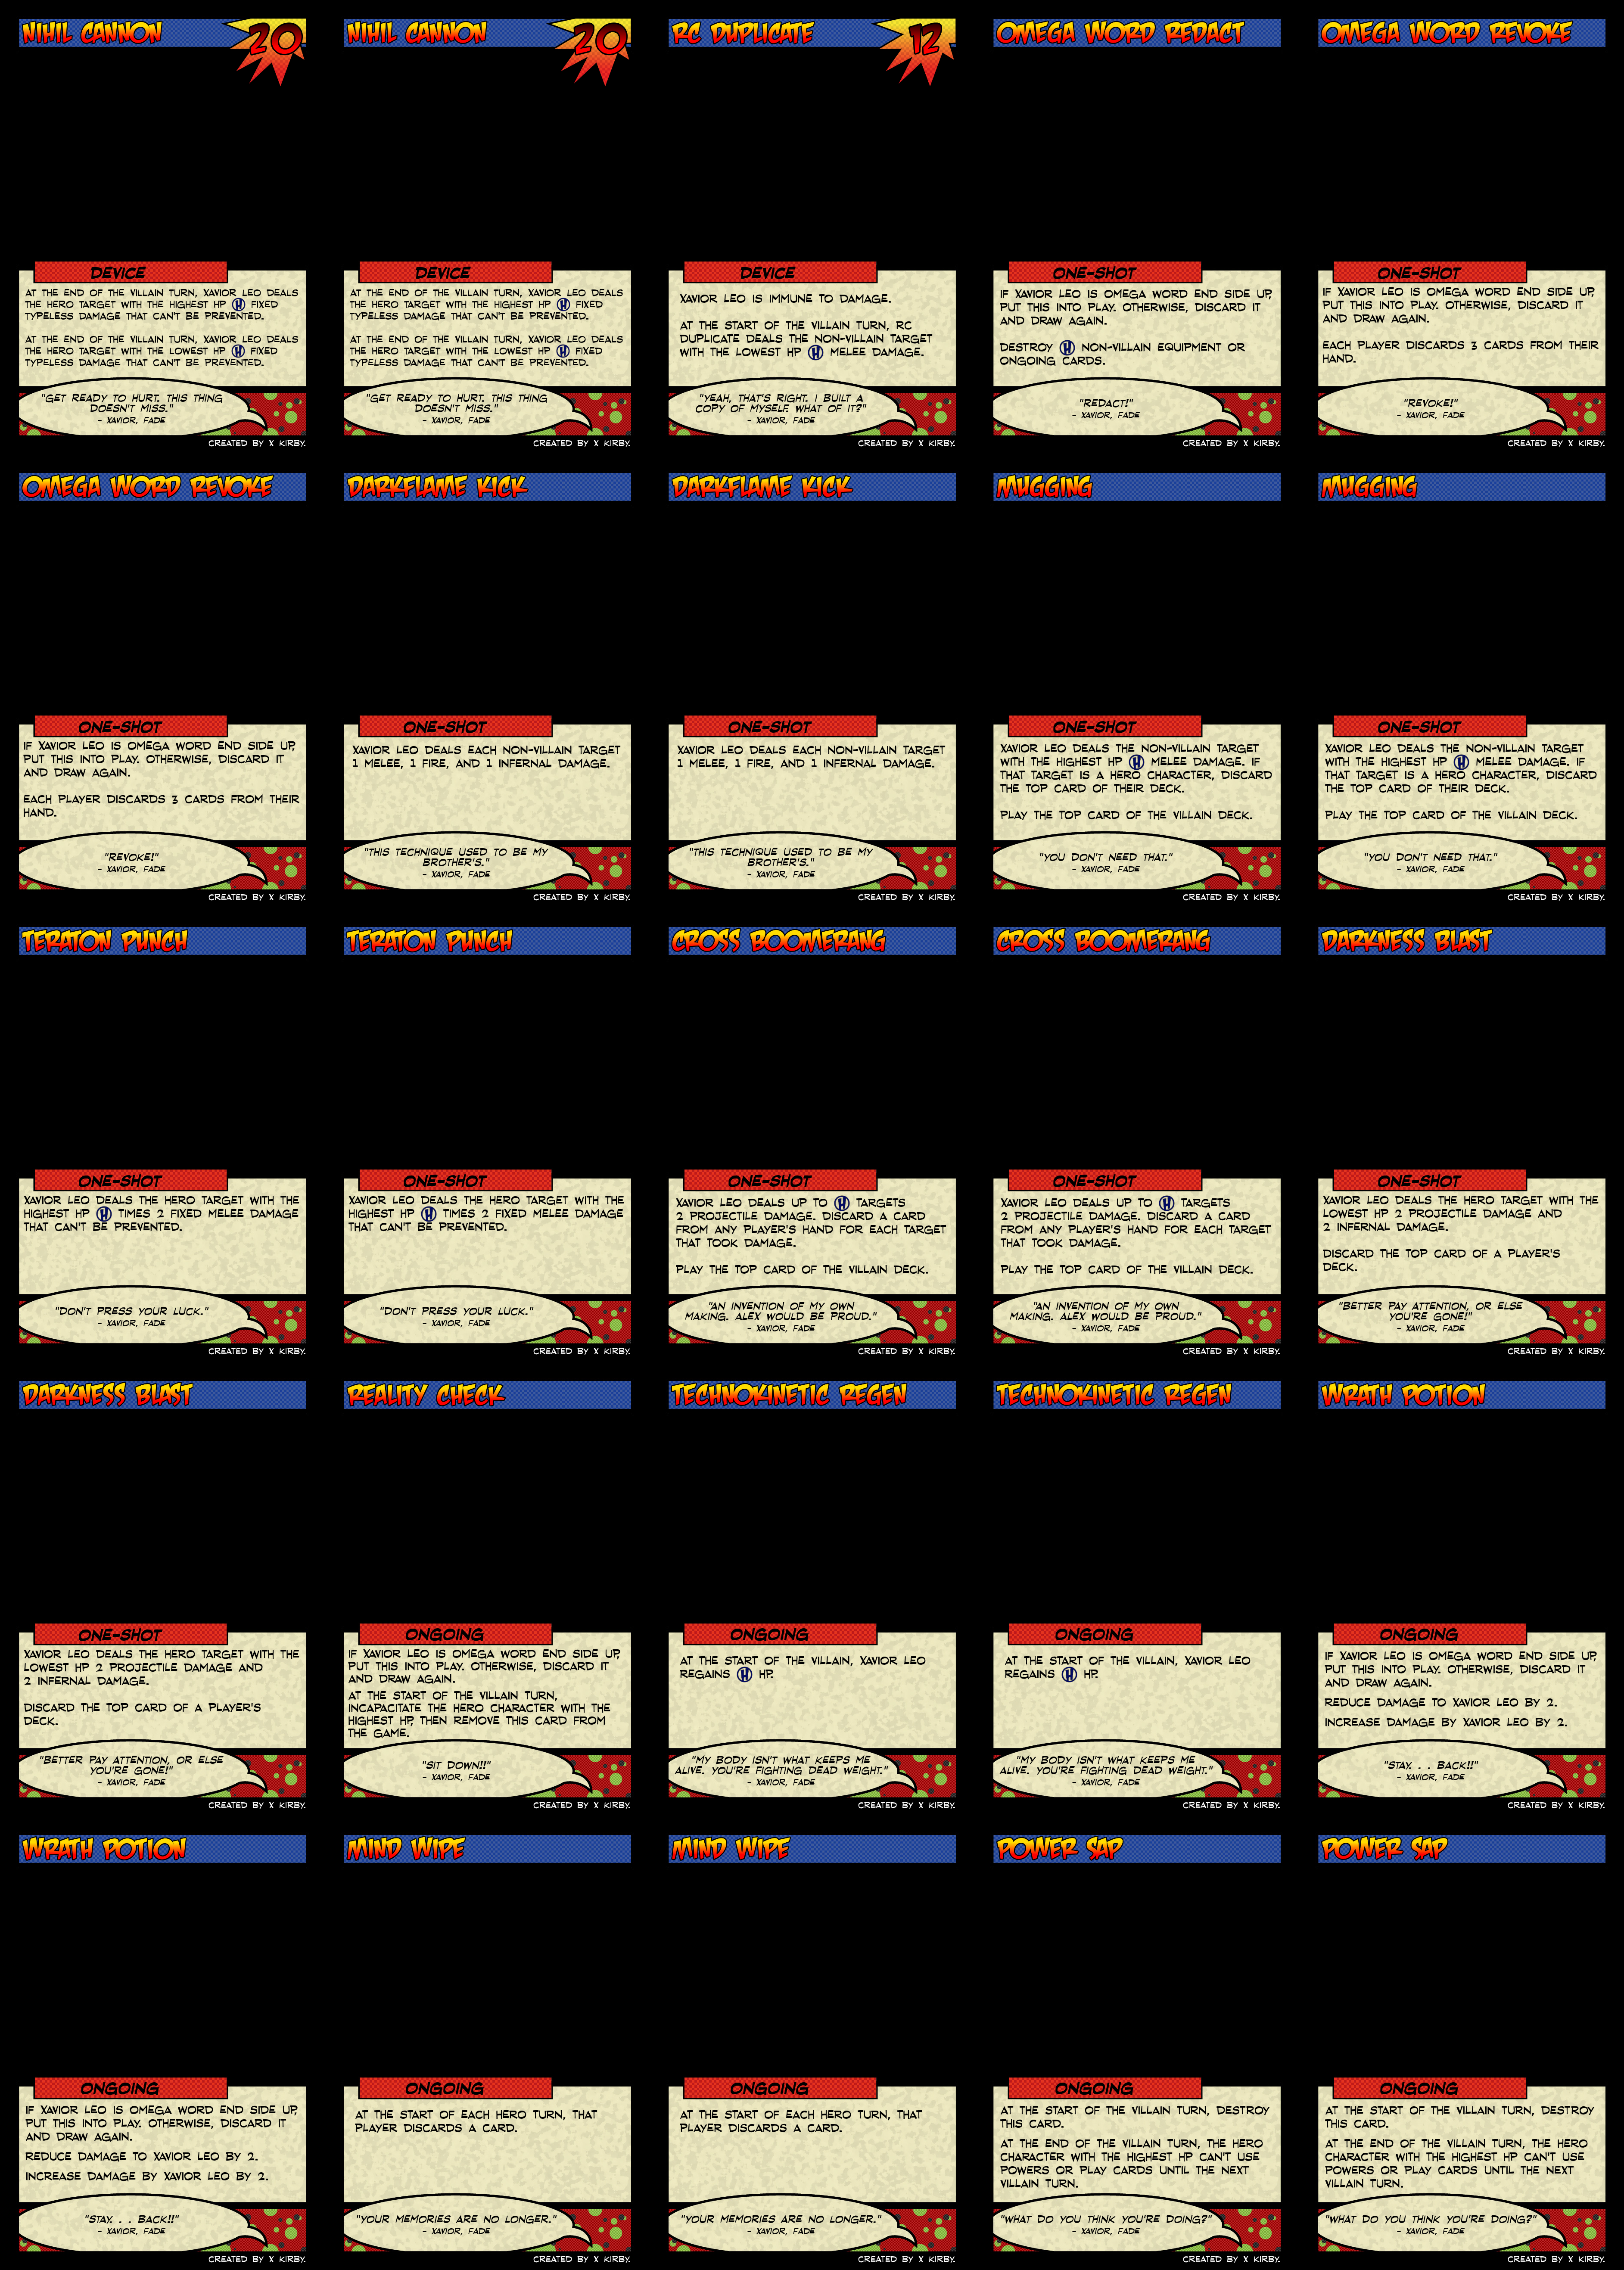 NIHIL CANNON
20
AT THE END OF THE VILLAIN TURN, XAVIOR LEO DEALS
THE HERO TARGET WITH THE HIGHEST HP H FIXED
TYPELESS DAMAGE THAT CAN'T BE PREVENTED.
AT THE END OF THE VILLAIN TURN, XAVIOR LEO DEALS
THE HERO TARGET WITH THE LOWEST HP H FIXED
TYPELESS DAMAGE THAT CAN'T BE PREVENTED.
DEVICE
"GET READY TO HURT. THIS THING
DOESN'T MISS."
- XAVIOR, FADE
CREATED BY X KIRBY.
NIHIL CANNON
20
DEVICE
AT THE END OF THE VILLAIN TURN, XAVIOR LEO DEALS
THE HERO TARGET WITH THE HIGHEST HP H FIXED
TYPELESS DAMAGE THAT CAN'T BE PREVENTED.
AT THE END OF THE VILLAIN TURN, XAVIOR LEO DEALS
THE HERO TARGET WITH THE LOWEST HP H FIXED
TYPELESS DAMAGE THAT CAN'T BE PREVENTED.
"GET READY TO HURT. THIS THING
DOESN'T MISS."
- XAVIOR, FADE
CREATED BY X KIRBY.
RC DUPLICATE
12
DEVICE
XAVIOR LEO IS IMMUNE TO DAMAGE.
AT THE START OF THE VILLAIN TURN, RC
DUPLICATE DEALS THE NON-VILLAIN TARGET
WITH THE LOWEST HP H MELEE DAMAGE.
"YEAH, THAT'S RIGHT. I BUILT A
COPY OF MYSELF. WHAT OF IT?"
- XAVIOR, FADE
CREATED BY X KIRBY.
OMEGA WORD REDACT
ONE-SHOT
IF XAVIOR LEO IS OMEGA WORD END SIDE UP,
PUT THIS INTO PLAY. OTHERWISE, DISCARD IT
AND DRAW AGAIN.
DESTROY H NON-VILLAIN EQUIPMENT OR
ONGOING CARDS.
"REDACT!"
- XAVIOR, FADE
CREATED BY X KIRBY.
OMEGA WORD REVOKE
ONE-SHOT
IF XAVIOR LEO IS OMEGA WORD END SIDE UP,
PUT THIS INTO PLAY. OTHERWISE, DISCARD IT
AND DRAW AGAIN.
EACH PLAYER DISCARDS 3 CARDS FROM THEIR
HAND.
"REVOKE!"
- XAVIOR, FADE
CREATED BY X KIRBY.
OMEGA WORD REVOKE
ONE-SHOT
IF XAVIOR LEO IS OMEGA WORD END SIDE UP,
PUT THIS INTO PLAY. OTHERWISE, DISCARD IT
AND DRAW AGAIN.
EACH PLAYER DISCARDS 3 CARDS FROM THEIR
HAND.
"REVOKE!"
- XAVIOR, FADE
CREATED BY X KIRBY.
DARKFLAME KICK
ONE-SHOT
XAVIOR LEO DEALS EACH NON-VILLAIN TARGET
1 MELEE, 1 FIRE, AND 1 INFERNAL DAMAGE.
"THIS TECHNIQUE USED TO BE MY
BROTHER'S."
- XAVIOR, FADE
CREATED BY X KIRBY.
DARKFLAME KICK
ONE-SHOT
XAVIOR LEO DEALS EACH NON-VILLAIN TARGET
1 MELEE, 1 FIRE, AND 1 INFERNAL DAMAGE.
"THIS TECHNIQUE USED TO BE MY
BROTHER'S."
- XAVIOR, FADE
CREATED BY X KIRBY.
MUGGING
ONE-SHOT
XAVIOR LEO DEALS THE NON-VILLAIN TARGET
WITH THE HIGHEST HP H MELEE DAMAGE. IF
THAT TARGET IS A HERO CHARACTER, DISCARD
THE TOP CARD OF THEIR DECK.
PLAY THE TOP CARD OF THE VILLAIN DECK.
"YOU DON'T NEED THAT."
- XAVIOR, FADE
CREATED BY X KIRBY.
MUGGING
ONE-SHOT
XAVIOR LEO DEALS THE NON-VILLAIN TARGET
WITH THE HIGHEST HP H MELEE DAMAGE. IF
THAT TARGET IS A HERO CHARACTER, DISCARD
THE TOP CARD OF THEIR DECK.
PLAY THE TOP CARD OF THE VILLAIN DECK.
"YOU DON'T NEED THAT."
- XAVIOR, FADE
CREATED BY X KIRBY.
TERATON PUNCH
ONE-SHOT
XAVIOR LEO DEALS THE HERO TARGET WITH THE
HIGHEST HP H TIMES 2 FIXED MELEE DAMAGE
THAT CAN'T BE PREVENTED.
"DON'T PRESS YOUR LUCK."
- XAVIOR, FADE
CREATED BY X KIRBY.
TERATON PUNCH
ONE-SHOT
XAVIOR LEO DEALS THE HERO TARGET WITH THE
HIGHEST HP H TIMES 2 FIXED MELEE DAMAGE
THAT CAN'T BE PREVENTED.
"DON'T PRESS YOUR LUCK."
- XAVIOR, FADE
CREATED BY X KIRBY.
CROSS BOOMERANG
ONE-SHOT
XAVIOR LEO DEALS UP TO H TARGETS
2 PROJECTILE DAMAGE. DISCARD A CARD
FROM ANY PLAYER'S HAND FOR EACH TARGET
THAT TOOK DAMAGE.
PLAY THE TOP CARD OF THE VILLAIN DECK.
"AN INVENTION OF MY OWN
MAKING. ALEX WOULD BE PROUD."
- XAVIOR, FADE
CREATED BY X KIRBY.
CROSS BOOMERANG
ONE-SHOT
XAVIOR LEO DEALS UP TO H TARGETS
2 PROJECTILE DAMAGE. DISCARD A CARD
FROM ANY PLAYER'S HAND FOR EACH TARGET
THAT TOOK DAMAGE.
PLAY THE TOP CARD OF THE VILLAIN DECK.
"AN INVENTION OF MY OWN
MAKING. ALEX WOULD BE PROUD."
- XAVIOR, FADE
CREATED BY X KIRBY.
DARKNESS BLAST
ONE-SHOT
XAVIOR LEO DEALS THE HERO TARGET WITH THE
LOWEST HP 2 PROJECTILE DAMAGE AND
2 INFERNAL DAMAGE.
DISCARD THE TOP CARD OF A PLAYER'S
DECK.
"BETTER PAY ATTENTION, OR ELSE
YOU'RE GONE!"
- XAVIOR, FADE
CREATED BY X KIRBY.
DARKNESS BLAST
ONE-SHOT
XAVIOR LEO DEALS THE HERO TARGET WITH THE
LOWEST HP 2 PROJECTILE DAMAGE AND
2 INFERNAL DAMAGE.
DISCARD THE TOP CARD OF A PLAYER'S
DECK.
"BETTER PAY ATTENTION, OR ELSE
YOU'RE GONE!"
- XAVIOR, FADE
CREATED BY X KIRBY.
REALITY CHECK
ONGOING
IF XAVIOR LEO IS OMEGA WORD END SIDE UP,
PUT THIS INTO PLAY. OTHERWISE, DISCARD IT
AND DRAW AGAIN.
AT THE START OF THE VILLAIN TURN,
INCAPACITATE THE HERO CHARACTER WITH THE
HIGHEST HP, THEN REMOVE THIS CARD FROM
THE GAME.
"SIT DOWN!!"
- XAVIOR, FADE
CREATED BY X KIRBY.
TECHNOKINETIC REGEN
ONGOING
AT THE START OF THE VILLAIN, XAVIOR LEO
REGAINS H HP.
"MY BODY ISN'T WHAT KEEPS ME
ALIVE. YOU'RE FIGHTING DEAD WEIGHT."
- XAVIOR, FADE
CREATED BY X KIRBY.
TECHNOKINETIC REGEN
ONGOING
AT THE START OF THE VILLAIN, XAVIOR LEO
REGAINS H HP.
"MY BODY ISN'T WHAT KEEPS ME
ALIVE. YOU'RE FIGHTING DEAD WEIGHT."
- XAVIOR, FADE
CREATED BY X KIRBY.
WRATH POTION
ONGOING
IF XAVIOR LEO IS OMEGA WORD END SIDE UP,
PUT THIS INTO PLAY. OTHERWISE, DISCARD IT
AND DRAW AGAIN.
REDUCE DAMAGE TO XAVIOR LEO BY 2.
INCREASE DAMAGE BY XAVIOR LEO BY 2.
"STAY. . . BACK!!"
- XAVIOR, FADE
CREATED BY X KIRBY.
WRATH POTION
ONGOING
IF XAVIOR LEO IS OMEGA WORD END SIDE UP,
PUT THIS INTO PLAY. OTHERWISE, DISCARD IT
AND DRAW AGAIN.
REDUCE DAMAGE TO XAVIOR LEO BY 2.
INCREASE DAMAGE BY XAVIOR LEO BY 2.
"STAY. . . BACK!!"
- XAVIOR, FADE
CREATED BY X KIRBY.
MIND WIPE
ONGOING
AT THE START OF EACH HERO TURN, THAT
PLAYER DISCARDS A CARD.
"YOUR MEMORIES ARE NO LONGER."
- XAVIOR, FADE
CREATED BY X KIRBY.
MIND WIPE
ONGOING
AT THE START OF EACH HERO TURN, THAT
PLAYER DISCARDS A CARD.
"YOUR MEMORIES ARE NO LONGER."
- XAVIOR, FADE
CREATED BY X KIRBY.
POWER SAP
ONGOING
AT THE START OF THE VILLAIN TURN, DESTROY
THIS CARD.
AT THE END OF THE VILLAIN TURN, THE HERO
CHARACTER WITH THE HIGHEST HP CAN'T USE
POWERS OR PLAY CARDS UNTIL THE NEXT
VILLAIN TURN.
"WHAT DO YOU THINK YOU'RE DOING?"
- XAVIOR, FADE
CREATED BY X KIRBY.
POWER SAP
ONGOING
AT THE START OF THE VILLAIN TURN, DESTROY
THIS CARD.
AT THE END OF THE VILLAIN TURN, THE HERO
CHARACTER WITH THE HIGHEST HP CAN'T USE
POWERS OR PLAY CARDS UNTIL THE NEXT
VILLAIN TURN.
"WHAT DO YOU THINK YOU'RE DOING?"
- XAVIOR, FADE
CREATED BY X KIRBY.